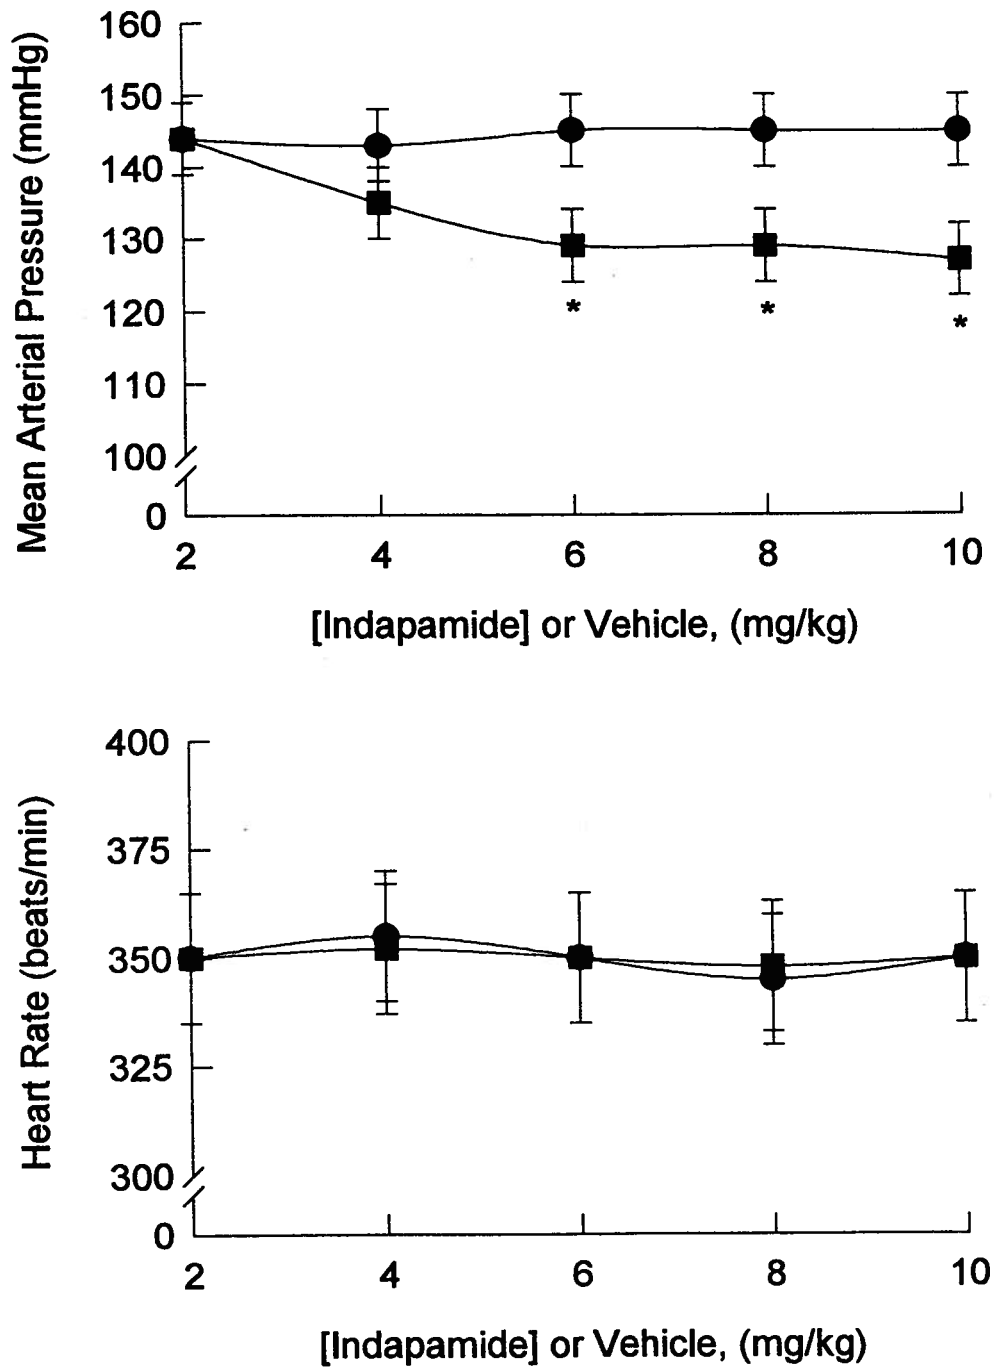 Mean Arterial Pressure (mmHg)
160
150
140
130
120
110
100
0
* * *
2 4 6 8 10
[Indapamide] or Vehicle, (mg/kg)
Heart Rate (beats/min)
400
375
350
325
300
0
2 4 6 8 10
[Indapamide] or Vehicle, (mg/kg)